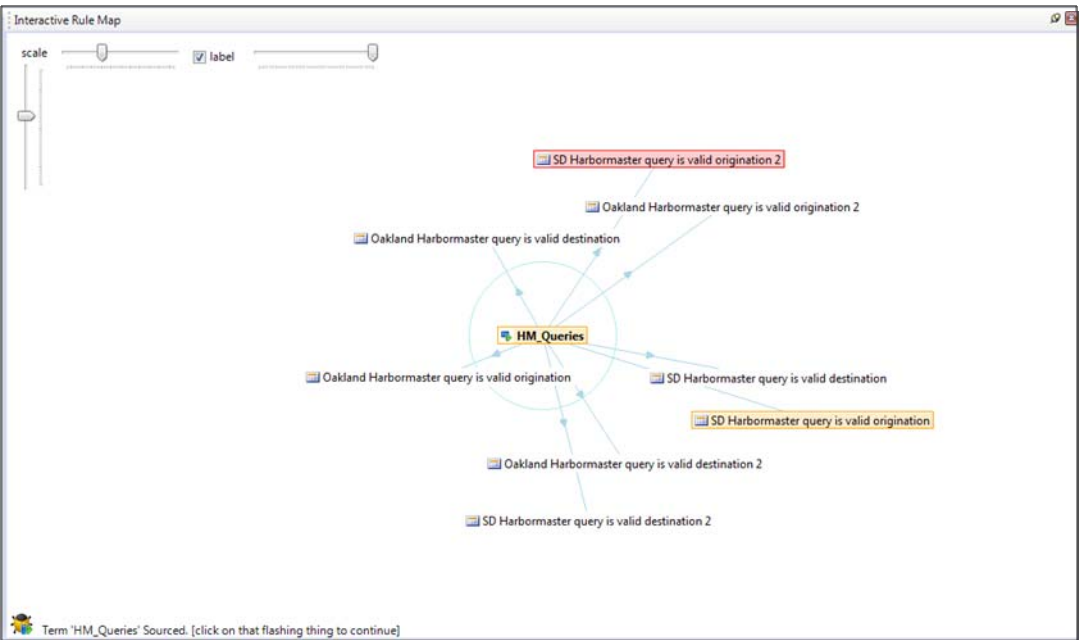 Interactive Rule Map
scale
label
SD Harbormaster query is valid origination 2
Oakland Harbormaster query is valid origination 2
Oakland Harbormaster query is valid destination
HM_Queries
Oakland Harbormaster query is valid origination
SD Harbormaster query is valid destination
SD Harbormaster query is valid origination
Oakland Harbormaster query is valid destination 2
SD Harbormaster query is valid destination 2
Term 'HM_Queries' Sourced. [click on that flashing thing to continue]